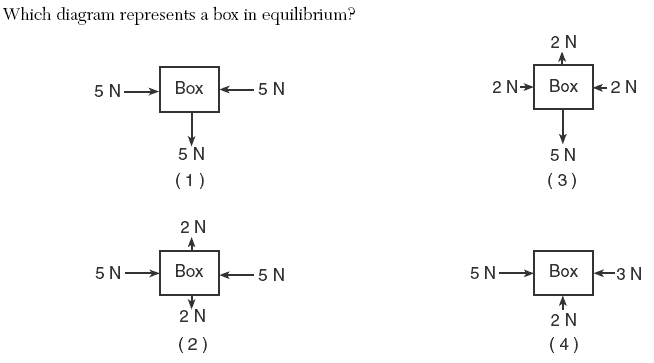 Which diagram represents a box in equilibrium?
5 N Box 5 N
5 N
(1)
2 N
2 N Box 2 N
5 N
(3)
2 N
5 N Box 5 N
2 N
(2)
5 N Box 3 N
2 N
(4)